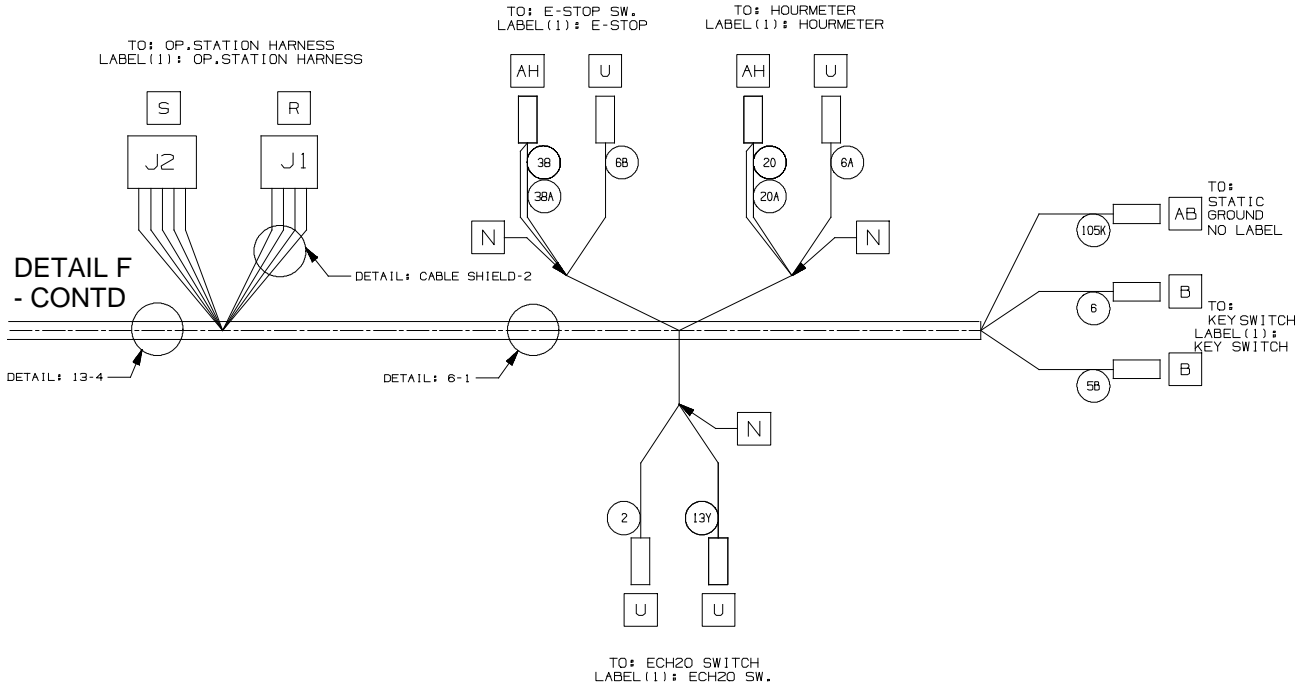 TO: E-STOP SW.
LABEL(1): E-STOP
TO: HOURMETER
LABEL(1): HOURMETER
TO: OP.STATION HARNESS
LABEL(1): OP.STATION HARNESS
AH
U
AH
U
S
R
J2
J1
38
38A
6B
20
20A
6A
N
N
105K
AB
TO:
STATIC
GROUND
NO LABEL
DETAIL F
- CONTD
DETAIL: CABLE SHIELD-2
6
B
TO:
KEY SWITCH
LABEL(1):
KEY SWITCH
5B
B
DETAIL: 13-4
DETAIL: 6-1
N
2
13Y
U
U
TO: ECH2O SWITCH
LABEL(1): ECH2O SW.